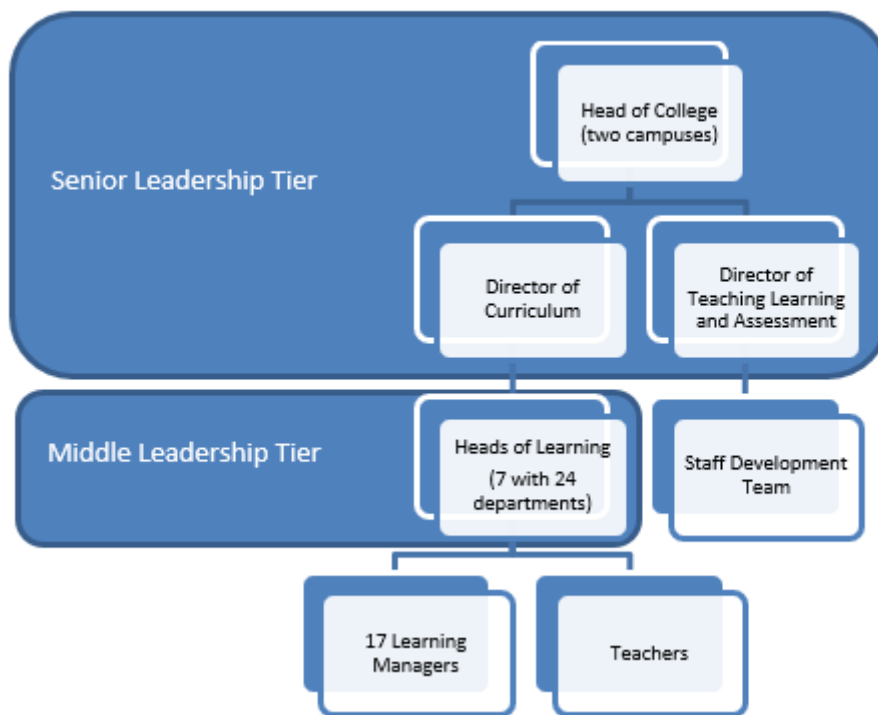 Senior Leadership Tier
Head of College
(two campuses)
Director of
Curriculum
Director of
Teaching Learning
and Assessment
Middle Leadership Tier
Heads of Learning
(7 with 24
departments)
Staff Development
Team
17 Learning
Managers
Teachers